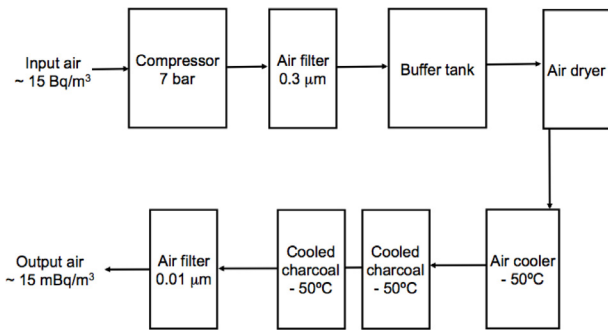 Input air
~ 15 Bq/m³
Compressor
7 bar
Air filter
0.3 μm
Buffer tank
Air dryer
Output air
~ 15 mBq/m³
Air filter
0.01 μm
Cooled
charcoal
- 50ºC
Cooled
charcoal
- 50ºC
Air cooler
- 50ºC